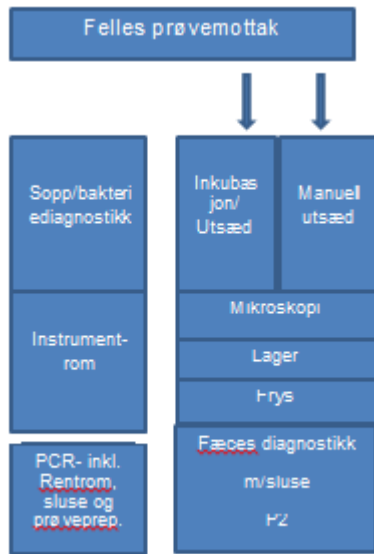 Felles prøvemottak
Sopp/bakteri
ediagnostikk
Inkubas
jon/
Utsæd
Manuell
utsæd
Instrument-
rom
Mikroskopi
Lager
Frys
PCR- inkl.
Rentrom,
sluse og
prøveprep.
Fæces diagnostikk
m/sluse
P2